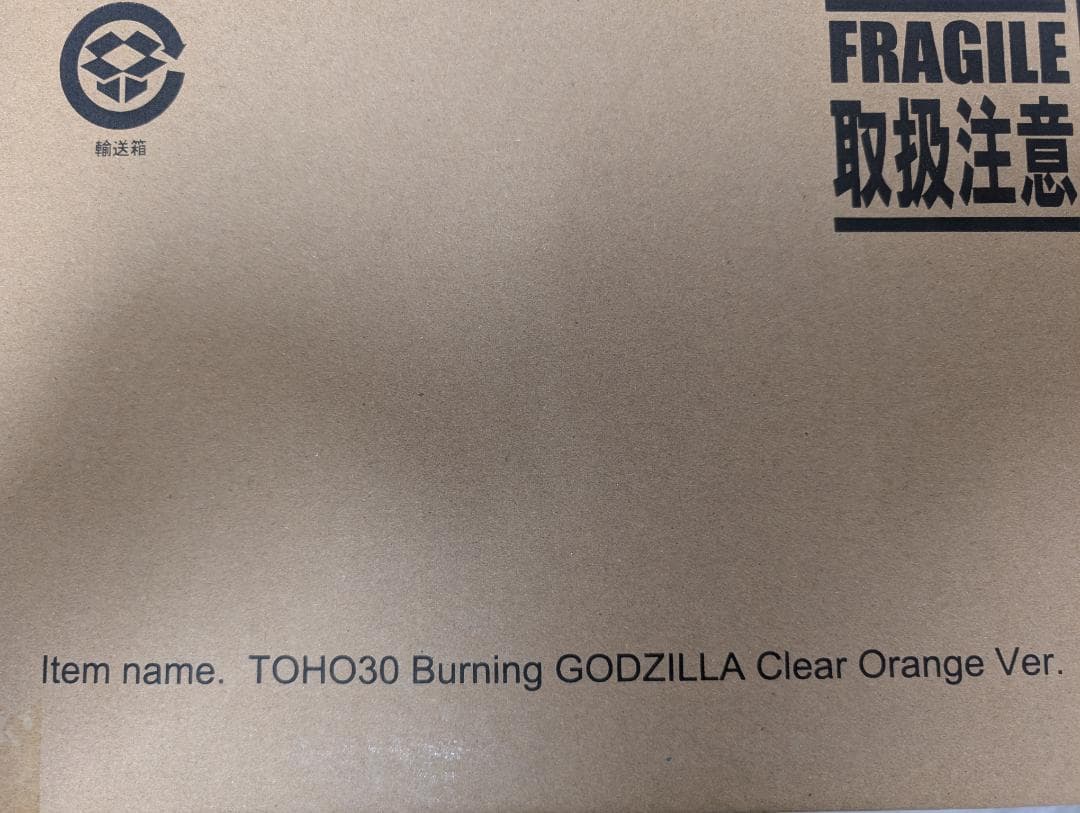 輸送箱
FRAGILE
取扱注意
Item name. TOHO30 Burning GODZILLA Clear Orange Ver.